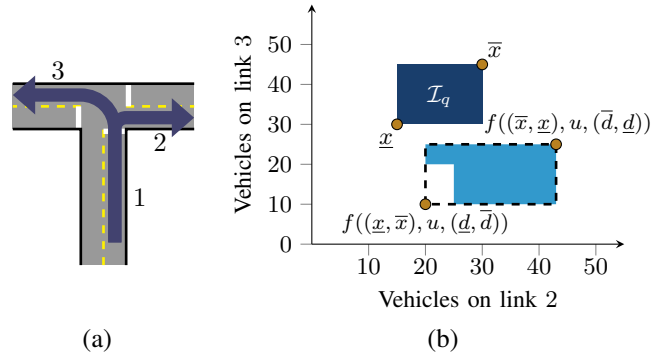 3
2
1
(a)
Vehicles on link 3
50
40
30
20
10
0
x̅
ℐ_q
x̲
f((x̅, x̲), u, (d̅, d̲))
f((x̲, x̅), u, (d̲, d̅))
10 20 30 40 50
Vehicles on link 2
(b)